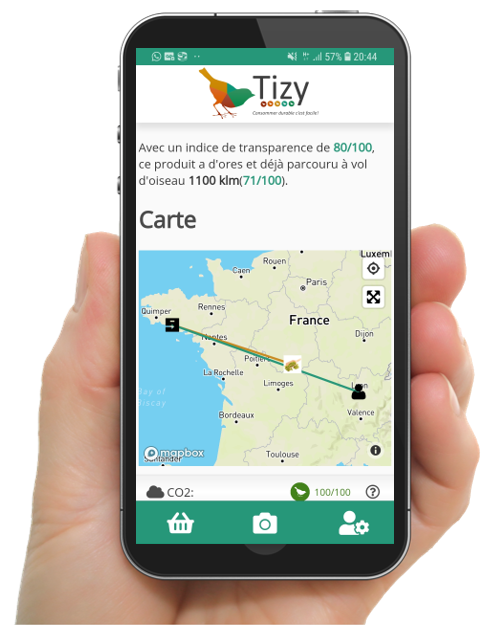 57% 20:44
Tizy
Consommer durable c'est facile!
Avec un indice de transparence de 80/100,
ce produit a d'ores et déjà parcouru à vol
d'oiseau 1100 klm(71/100).
Carte
Luxem
Rouen
Caen
Paris
Quimper
Rennes
France
Dijon
Nantes
Poitie
La Rochelle
Limoges
Lyon
Bay of
Biscay
Valence
Bordeaux
mapbox
Santander
Toulouse
CO2: 100/100